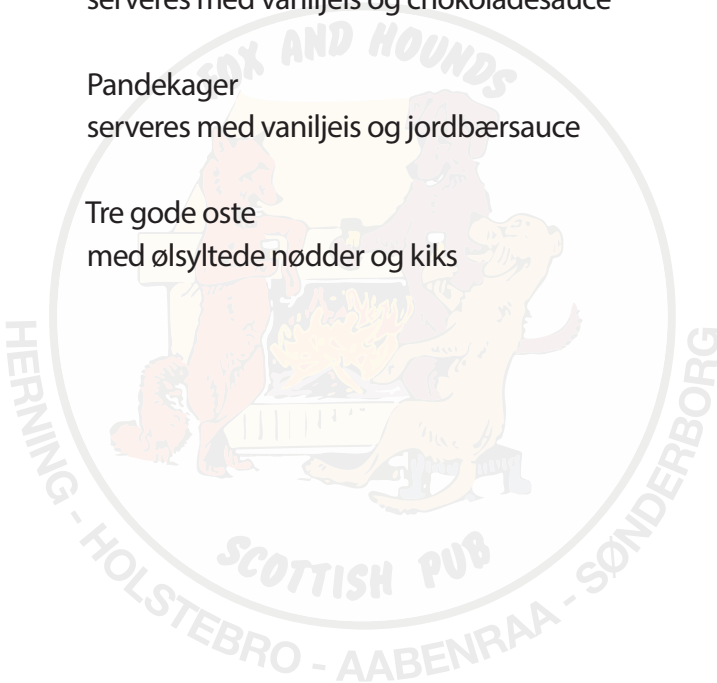 serveres med vaniljeis og chokoladesauce
FOX AND HOUNDS
Pandekager
serveres med vaniljeis og jordbærsauce
Tre gode oste
med ølsyltede nødder og kiks
SCOTTISH PUB
HERNING - HOLSTEBRO - AABENRAA - SØNDERBORG